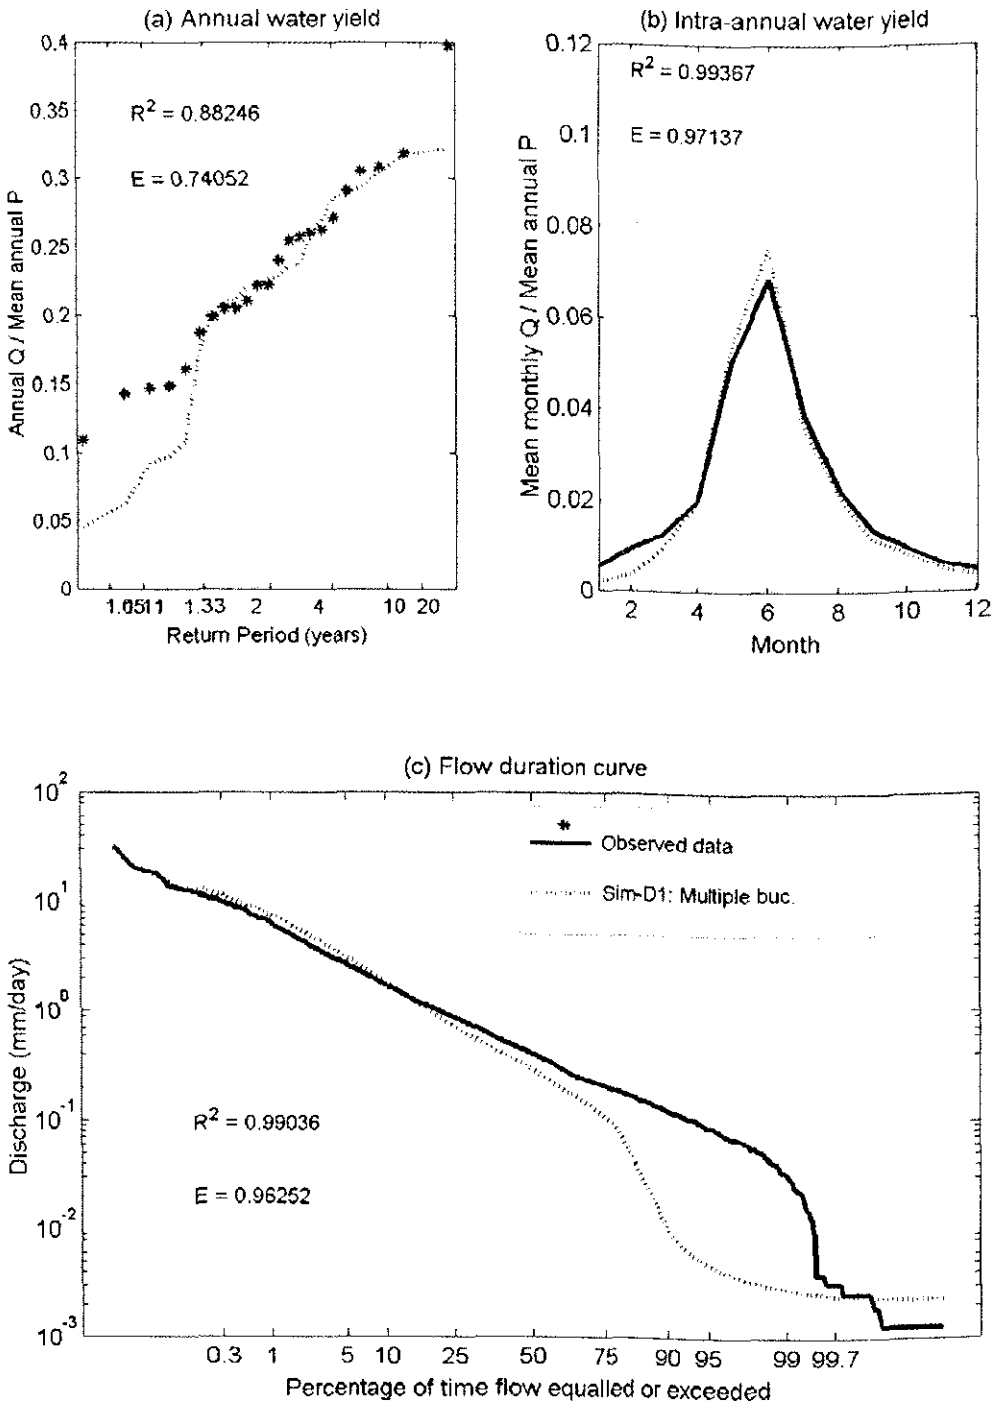 (a) Annual water yield
0.4
0.35
0.3
0.25
0.2
0.15
0.1
0.05
0
Annual Q / Mean annual P
R² = 0.88246
E = 0.74052
1.0511 1.33 2 4 10 20
Return Period (years)
(b) Intra-annual water yield
0.12
0.1
0.08
0.06
0.04
0.02
0
Mean monthly Q / Mean annual P
R² = 0.99367
E = 0.97137
2 4 6 8 10 12
Month
(c) Flow duration curve
10²
10¹
10⁰
10⁻¹
10⁻²
10⁻³
Discharge (mm/day)
Observed data
Sim-D1: Multiple buc.
R² = 0.99036
E = 0.96252
0.3 1 5 10 25 50 75 90 95 99 99.7
Percentage of time flow equalled or exceeded